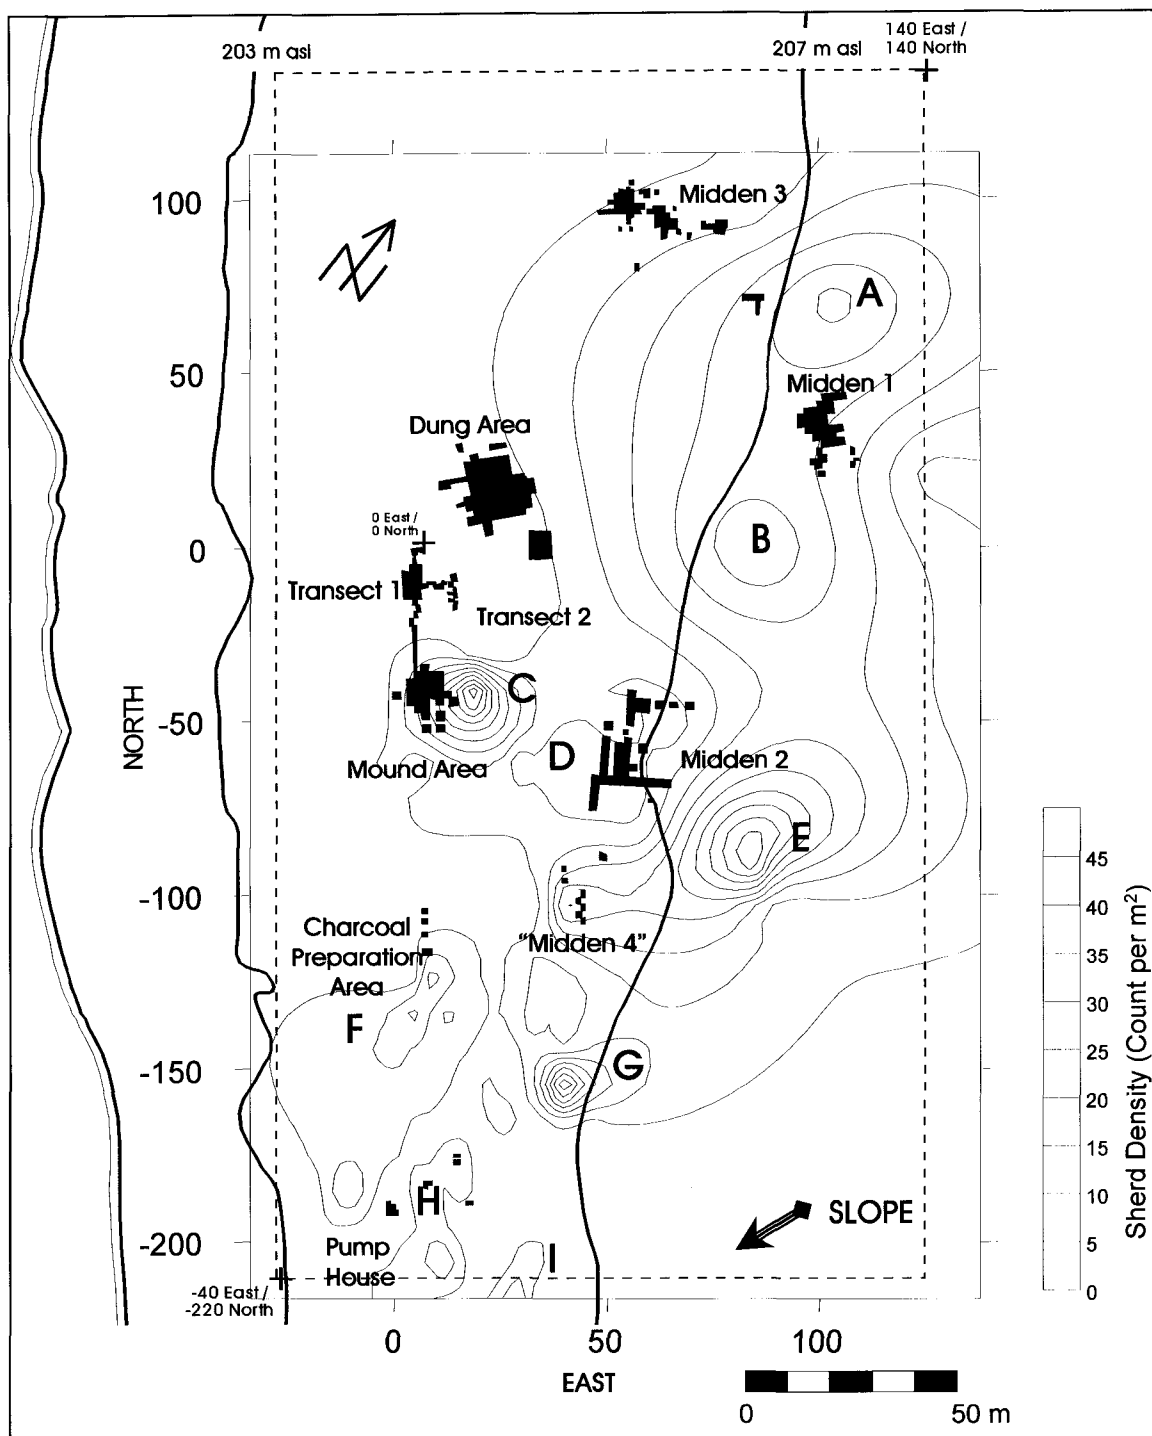 140 East /
140 North
203 m asl
207 m asl
100
Midden 3
N
A
50
Midden 1
Dung Area
0 East /
0 North
0
B
Transect 1
Transect 2
C
NORTH
-50
D
Midden 2
Mound Area
E
-100
Charcoal
Preparation
Area
"Midden 4"
F
G
-150
H
SLOPE
-200
Pump
House
I
-40 East /
-220 North
0
50
100
EAST
0
50 m
45
40
35
30
25
20
15
10
5
0
Sherd Density (Count per m²)